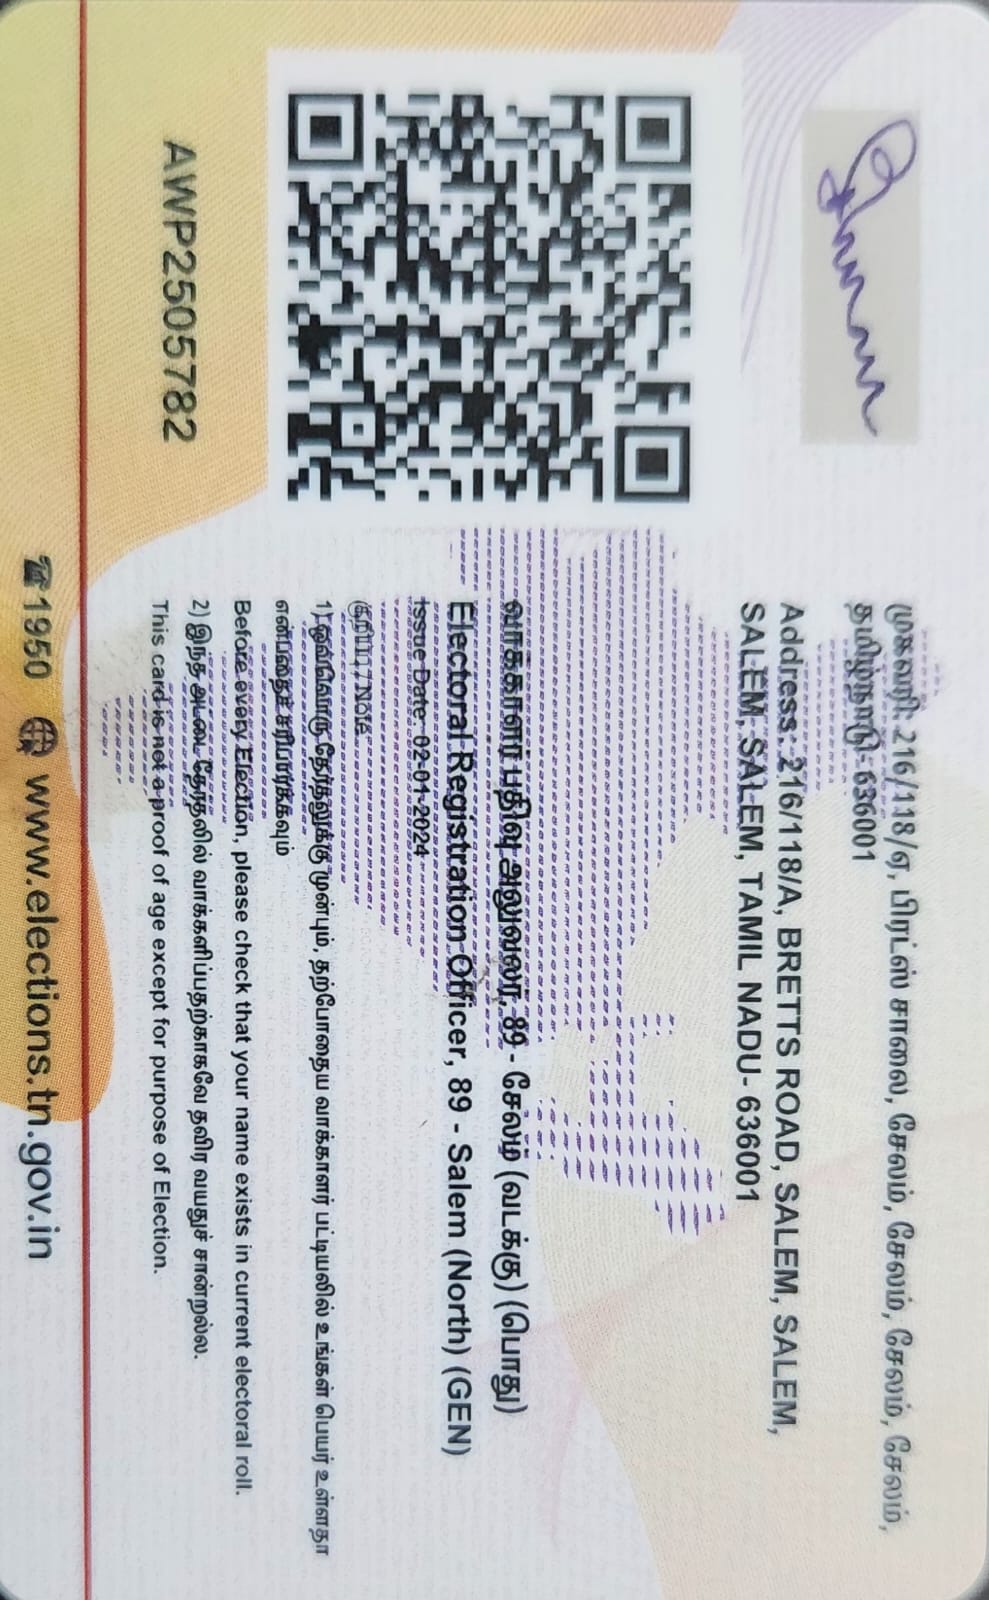 முகவரி: 216/118/ஏ, பிரட்ஸ் சாலை, சேலம், சேலம், சேலம், சேலம்,
தமிழ்நாடு- 636001
Address: 216/118/A, BRETTS ROAD, SALEM, SALEM,
SALEM, SALEM, TAMIL NADU- 636001
வாக்காளர் பதிவு அலுவலர், 89 - சேலம் (வடக்கு) (பொது)
Electoral Registration Officer, 89 - Salem (North) (GEN)
Issue Date: 02-01-2024
குறிப்பு / Note
1) ஒவ்வொரு தேர்தலுக்கு முன்பும், தற்போதைய வாக்காளர் பட்டியலில் உங்கள் பெயர் உள்ளதா
என்பதைச் சரிபார்க்கவும்
Before every Election, please check that your name exists in current electoral roll.
2) இந்த அட்டை தேர்தலில் வாக்களிப்பதற்காகவே தவிர வயதுச் சான்றல்ல.
This card is not a proof of age except for purpose of Election.
AWP2505782
1950 www.elections.tn.gov.in